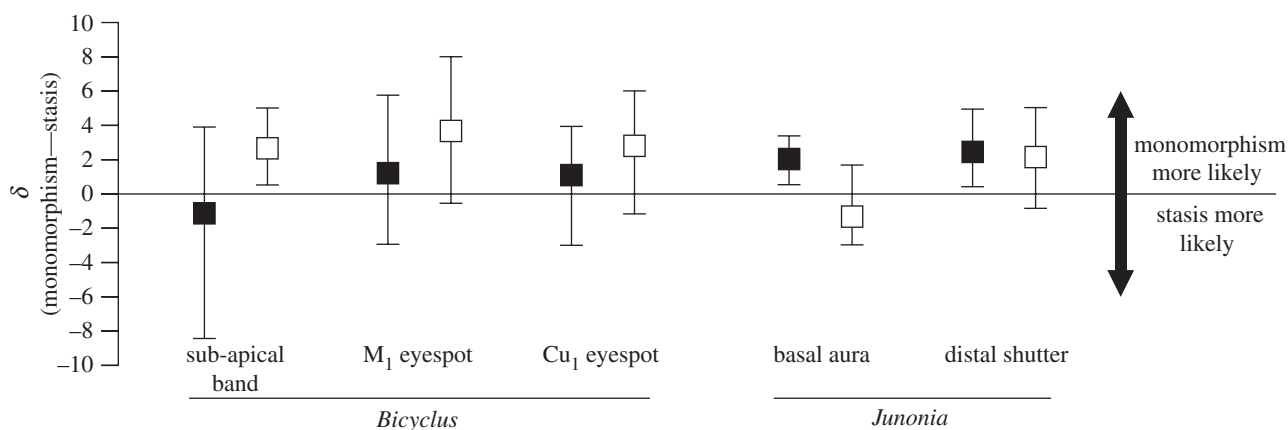 10
8
6
4
2
0
–2
–4
–6
–8
–10
δ
(monomorphism—stasis)
monomorphism
more likely
stasis more
likely
sub-apical
band
M1 eyespot
Cu1 eyespot
basal aura
distal shutter
Bicyclus
Junonia